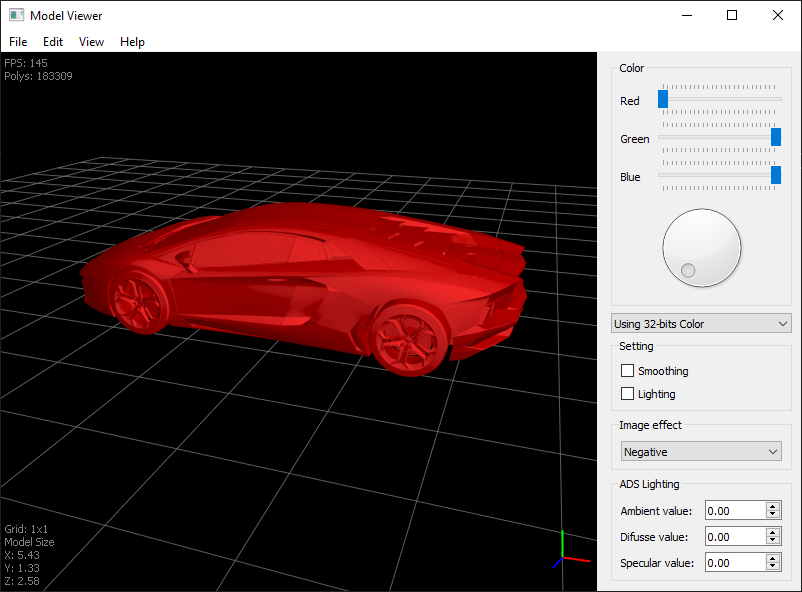 Model Viewer
File Edit View Help
FPS: 145
Polys: 183309
Color
Red
Green
Blue
Using 32-bits Color
Setting
Smoothing
Lighting
Image effect
Negative
ADS Lighting
Ambient value: 0.00
Difusse value: 0.00
Specular value: 0.00
Grid: 1x1
Model Size
X: 5.43
Y: 1.33
Z: 2.58